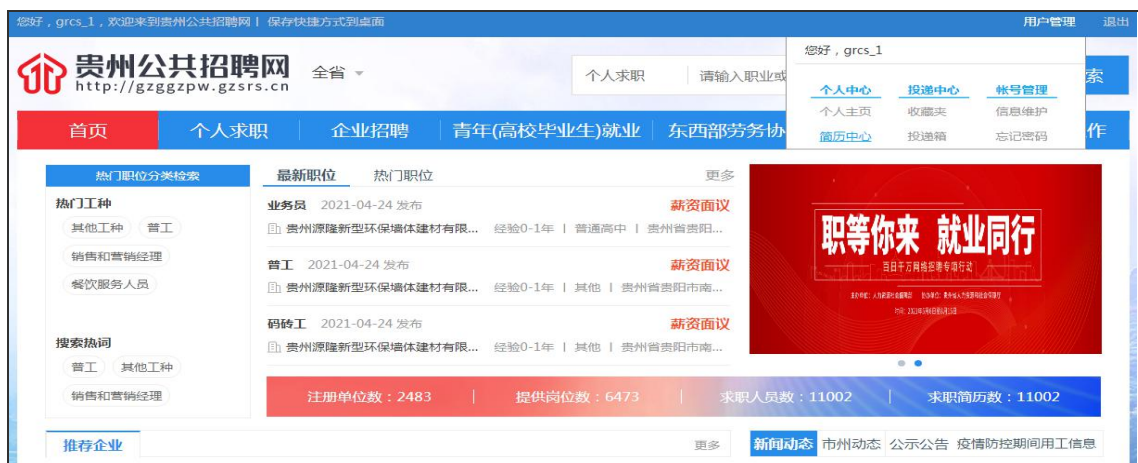 您好，grcs_1，欢迎来到贵州公共招聘网 | 保存快捷方式到桌面
用户管理 退出
贵州公共招聘网
http://gzggzpw.gzsrs.cn
全省
个人求职 请输入职业或
索
您好，grcs_1
个人中心 投递中心 帐号管理
个人主页 收藏夹 信息维护
简历中心 投递箱 忘记密码
首页 个人求职 企业招聘 青年(高校毕业生)就业 东西部劳务协 作
热门职位分类检索
热门工种
其他工种 普工
销售和营销经理
餐饮服务人员
搜索热词
普工 其他工种
销售和营销经理
最新职位 热门职位 更多
业务员 2021-04-24 发布 薪资面议
贵州源隆新型环保墙体建材有限... 经验0-1年 | 普通高中 | 贵州省贵阳...
普工 2021-04-24 发布 薪资面议
贵州源隆新型环保墙体建材有限... 经验0-1年 | 其他 | 贵州省贵阳市南...
码砖工 2021-04-24 发布 薪资面议
贵州源隆新型环保墙体建材有限... 经验0-1年 | 其他 | 贵州省贵阳市南...
职等你来 就业同行
百日千万网络招聘专项行动
注册单位数：2483 | 提供岗位数：6473 | 求职人员数：11002 | 求职简历数：11002
推荐企业 更多
新闻动态 市州动态 公示公告 疫情防控期间用工信息